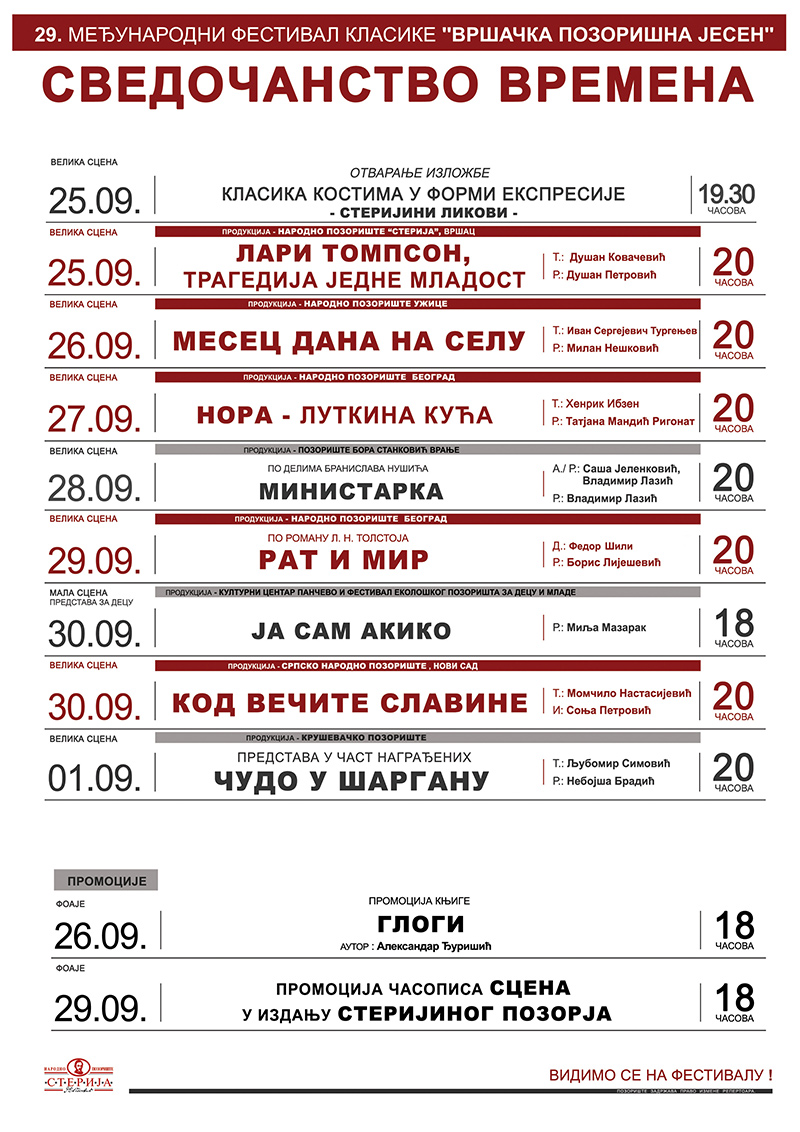 29. МЕЂУНАРОДНИ ФЕСТИВАЛ КЛАСИКЕ "ВРШАЧКА ПОЗОРИШНА ЈЕСЕН"
СВЕДОЧАНСТВО ВРЕМЕНА
ВЕЛИКА СЦЕНА
25.09.
ОТВАРАЊЕ ИЗЛОЖБЕ
КЛАСИКА КОСТИМА У ФОРМИ ЕКСПРЕСИЈЕ
- СТЕРИЈИНИ ЛИКОВИ -
19.30
ЧАСОВА
ВЕЛИКА СЦЕНА
25.09.
ПРОДУКЦИЈА - НАРОДНО ПОЗОРИШТЕ "СТЕРИЈА", ВРШАЦ
ЛАРИ ТОМПСОН,
ТРАГЕДИЈА ЈЕДНЕ МЛАДОСТ
Т.: Душан Ковачевић
Р.: Душан Петровић
20
ЧАСОВА
ВЕЛИКА СЦЕНА
26.09.
ПРОДУКЦИЈА - НАРОДНО ПОЗОРИШТЕ УЖИЦЕ
МЕСЕЦ ДАНА НА СЕЛУ
Т.: Иван Сергејевич Тургењев
Р.: Милан Нешковић
20
ЧАСОВА
ВЕЛИКА СЦЕНА
27.09.
ПРОДУКЦИЈА - НАРОДНО ПОЗОРИШТЕ БЕОГРАД
НОРА - ЛУТКИНА КУЋА
Т.: Хенрик Ибзен
Р.: Татјана Мандић Ригонат
20
ЧАСОВА
ВЕЛИКА СЦЕНА
28.09.
ПРОДУКЦИЈА - ПОЗОРИШТЕ БОРА СТАНКОВИЋ ВРАЊЕ
ПО ДЕЛИМА БРАНИСЛАВА НУШИЋА
МИНИСТАРКА
А./ Р.: Саша Јеленковић,
Владимир Лазић
Р.: Владимир Лазић
20
ЧАСОВА
ВЕЛИКА СЦЕНА
29.09.
ПРОДУКЦИЈА - НАРОДНО ПОЗОРИШТЕ БЕОГРАД
ПО РОМАНУ Л. Н. ТОЛСТОЈА
РАТ И МИР
Д.: Федор Шили
Р.: Борис Лијешевић
20
ЧАСОВА
МАЛА СЦЕНА
ПРЕДСТАВА ЗА ДЕЦУ
30.09.
ПРОДУКЦИЈА - КУЛТУРНИ ЦЕНТАР ПАНЧЕВО И ФЕСТИВАЛ ЕКОЛОШКОГ ПОЗОРИШТА ЗА ДЕЦУ И МЛАДЕ
ЈА САМ АКИКО
Р.: Миља Мазарак
18
ЧАСОВА
ВЕЛИКА СЦЕНА
30.09.
ПРОДУКЦИЈА - СРПСКО НАРОДНО ПОЗОРИШТЕ , НОВИ САД
КОД ВЕЧИТЕ СЛАВИНЕ
Т.: Момчило Настасијевић
И: Соња Петровић
20
ЧАСОВА
ВЕЛИКА СЦЕНА
01.09.
ПРОДУКЦИЈА - КРУШЕВАЧКО ПОЗОРИШТЕ
ПРЕДСТАВА У ЧАСТ НАГРАЂЕНИХ
ЧУДО У ШАРГАНУ
Т.: Љубомир Симовић
Р.: Небојша Брадић
20
ЧАСОВА
ПРОМОЦИЈЕ
ФОАЈЕ
26.09.
ПРОМОЦИЈА КЊИГЕ
ГЛОГИ
АУТОР : Александар Ђуришић
18
ЧАСОВА
ФОАЈЕ
29.09.
ПРОМОЦИЈА ЧАСОПИСА СЦЕНА
У ИЗДАЊУ СТЕРИЈИНОГ ПОЗОРЈА
18
ЧАСОВА
НАРОДНО ПОЗОРИШТЕ
СТЕРИЈА
ВИДИМО СЕ НА ФЕСТИВАЛУ !
ПОЗОРИШТЕ ЗАДРЖАВА ПРАВО ИЗМЕНЕ РЕПЕРТОАРА.